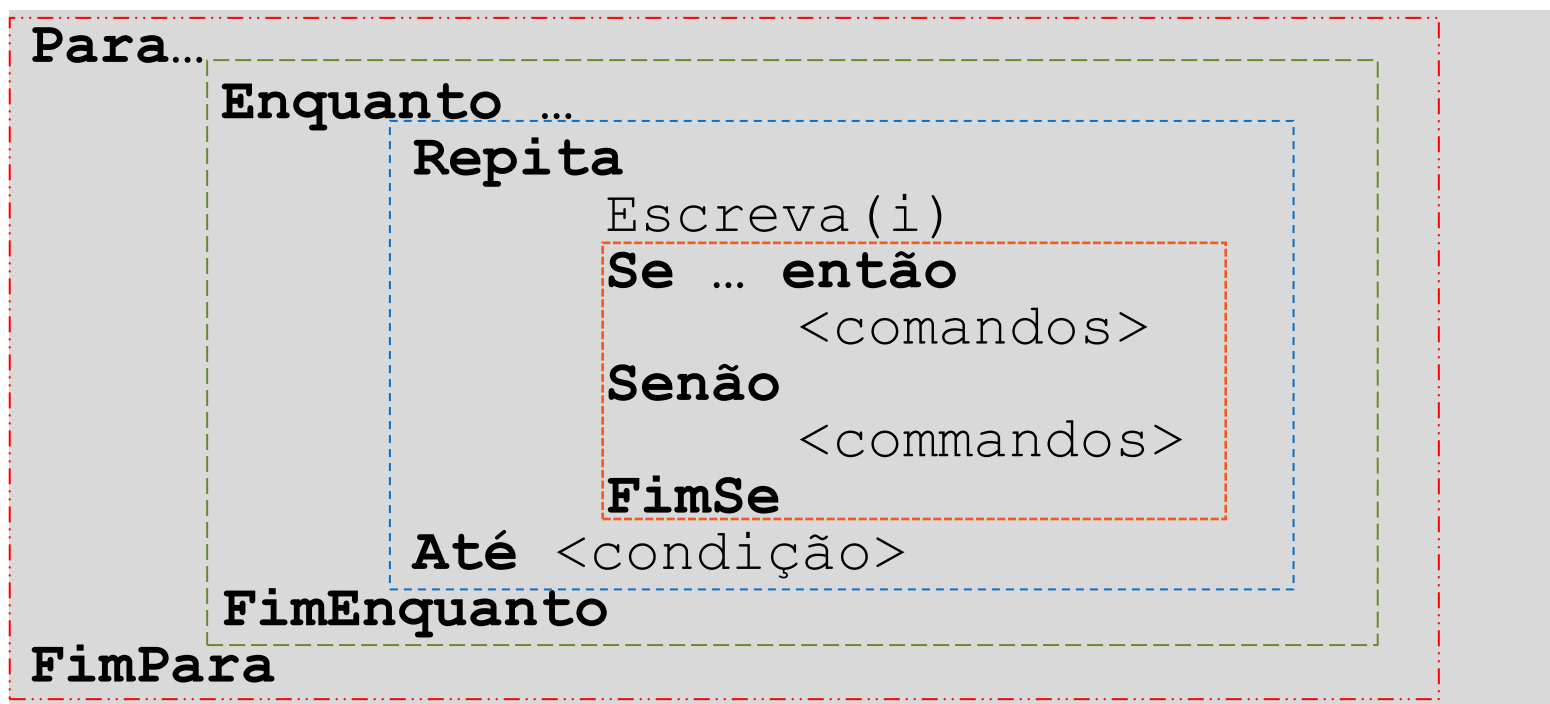 Para…
Enquanto …
Repita
Escreva(i)
Se … então
<comandos>
Senão
<commandos>
FimSe
Até <condição>
FimEnquanto
FimPara